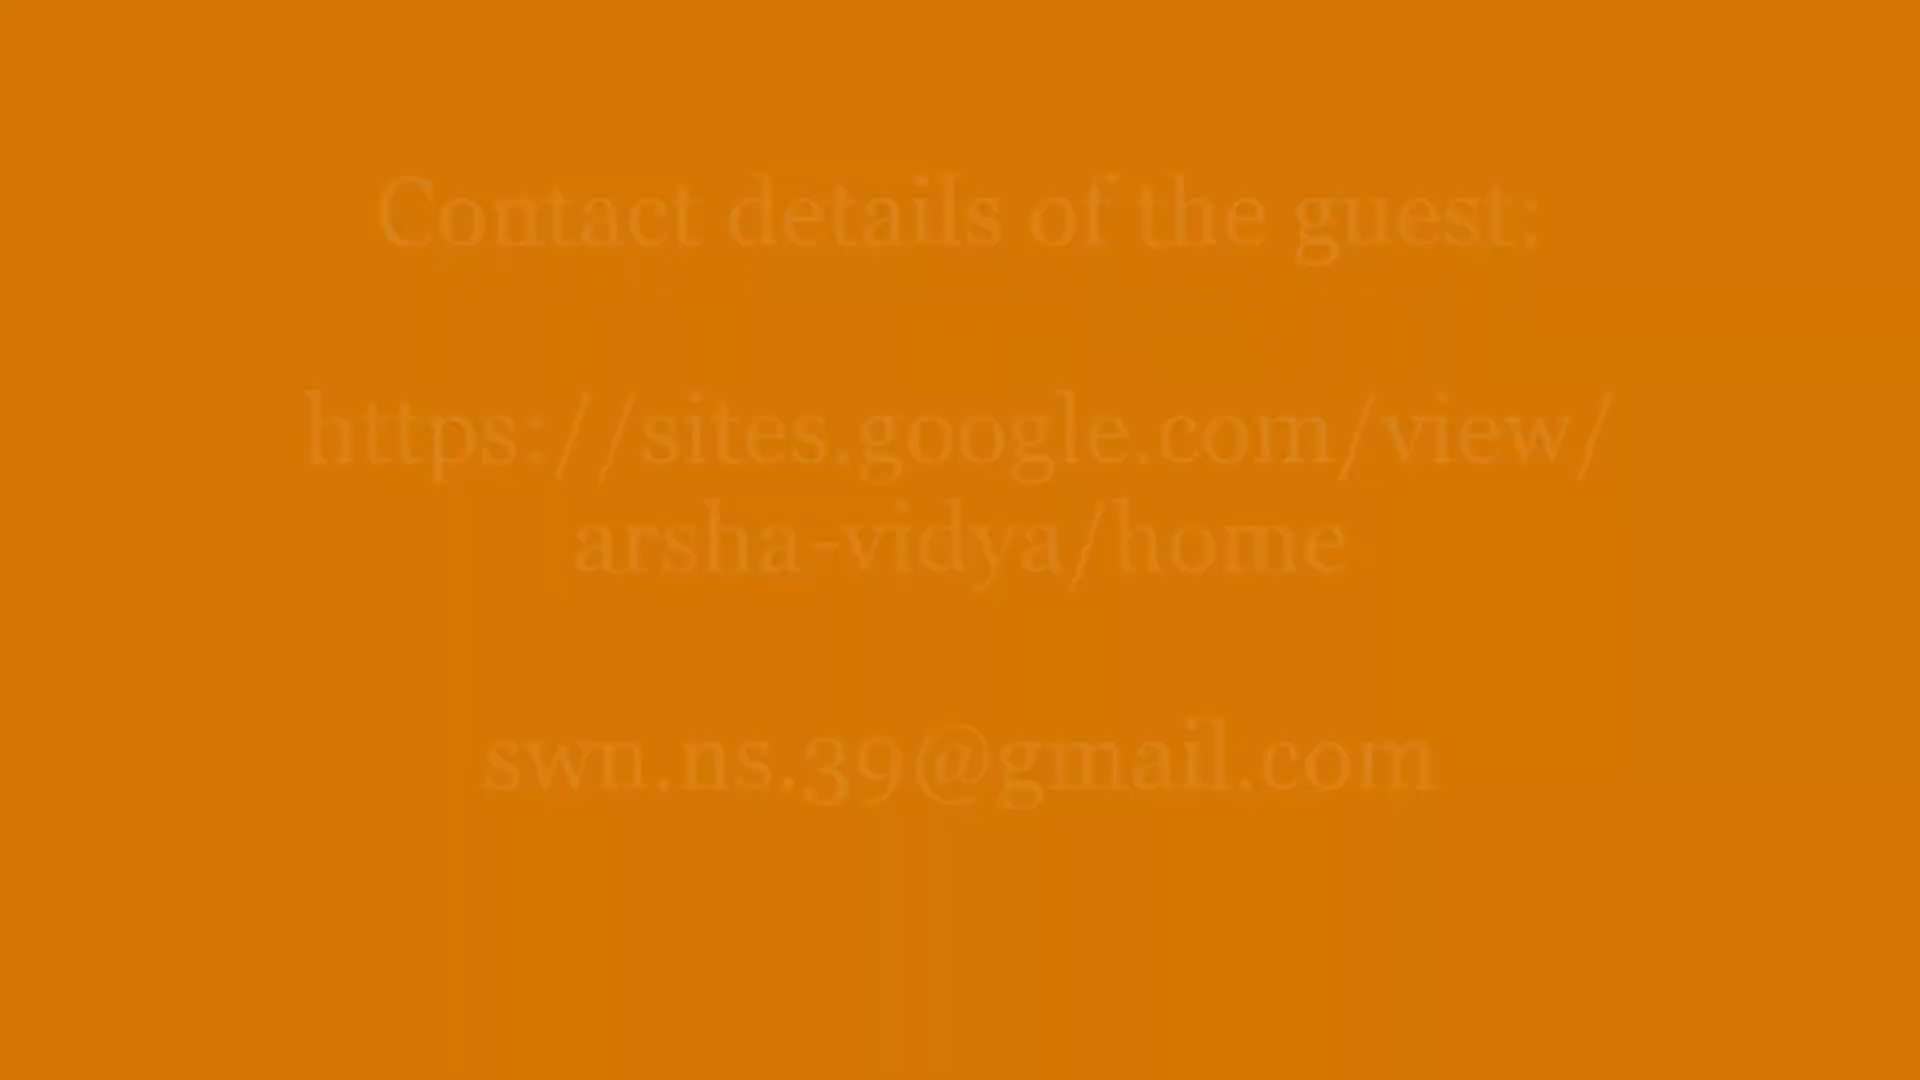 Contact details of the guest:
https://sites.google.com/view/
arsha-vidya/home
swn.ns.39@gmail.com